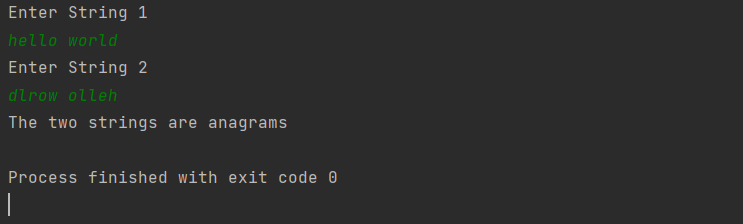 Enter String 1
hello world
Enter String 2
dlrow olleh
The two strings are anagrams
Process finished with exit code 0